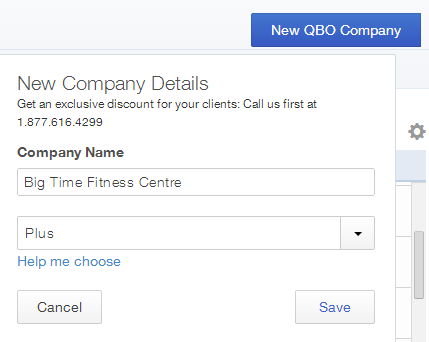 New QBO Company
New Company Details
Get an exclusive discount for your clients: Call us first at
1.877.616.4299
Company Name
Big Time Fitness Centre
Plus
Help me choose
Cancel
Save